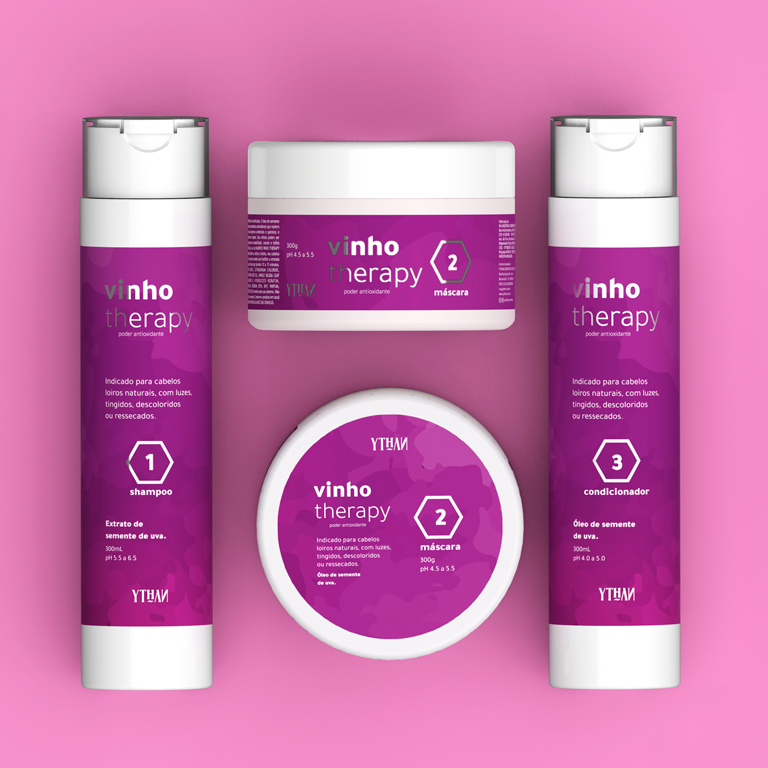 vinho
therapy
poder antioxidante
Indicado para cabelos
loiros naturais, com luzes,
tingidos, descoloridos
ou ressecados.
1
shampoo
Extrato de
semente de uva.
300mL
pH 5.5 a 6.5
YTHAN
300g
pH 4.5 a 5.5
YTHAN
vinho
therapy
poder antioxidante
2
máscara
YTHAN
vinho
therapy
poder antioxidante
Indicado para cabelos
loiros naturais, com luzes,
tingidos, descoloridos
ou ressecados.
Óleo de semente
de uva.
2
máscara
300g
pH 4.5 a 5.5
vinho
therapy
poder antioxidante
Indicado para cabelos
loiros naturais, com luzes,
tingidos, descoloridos
ou ressecados.
3
condicionador
Óleo de semente
de uva.
300mL
pH 4.0 a 5.0
YTHAN